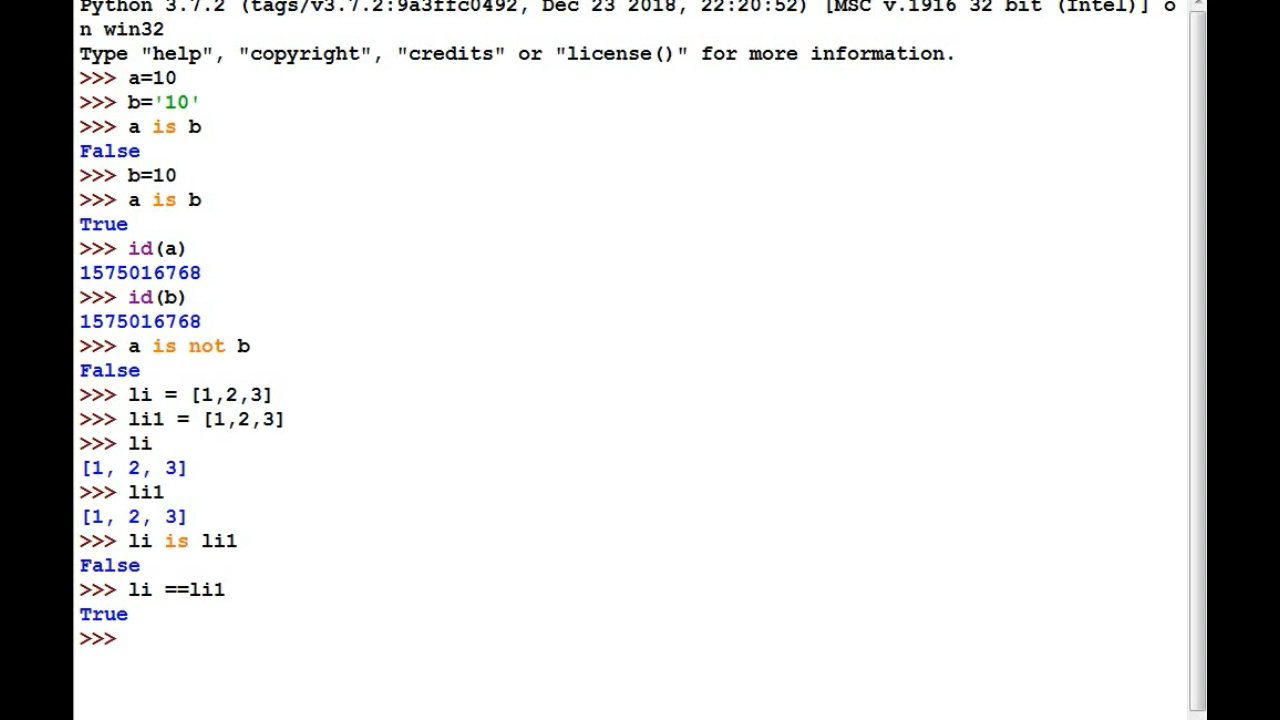 Python 3.7.2 (tags/v3.7.2:9a3ffc0492, Dec 23 2018, 22:20:52) [MSC v.1916 32 bit (Intel)] o
n win32
Type "help", "copyright", "credits" or "license()" for more information.
>>> a=10
>>> b='10'
>>> a is b
False
>>> b=10
>>> a is b
True
>>> id(a)
1575016768
>>> id(b)
1575016768
>>> a is not b
False
>>> li = [1,2,3]
>>> li1 = [1,2,3]
>>> li
[1, 2, 3]
>>> li1
[1, 2, 3]
>>> li is li1
False
>>> li ==li1
True
>>>